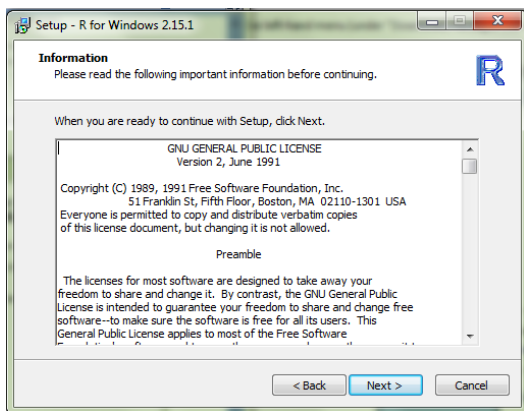 Setup - R for Windows 2.15.1
Information
Please read the following important information before continuing.
R
When you are ready to continue with Setup, click Next.
GNU GENERAL PUBLIC LICENSE
Version 2, June 1991
Copyright (C) 1989, 1991 Free Software Foundation, Inc.
51 Franklin St, Fifth Floor, Boston, MA 02110-1301 USA
Everyone is permitted to copy and distribute verbatim copies
of this license document, but changing it is not allowed.
Preamble
The licenses for most software are designed to take away your
freedom to share and change it. By contrast, the GNU General Public
License is intended to guarantee your freedom to share and change free
software--to make sure the software is free for all its users. This
General Public License applies to most of the Free Software
< Back
Next >
Cancel